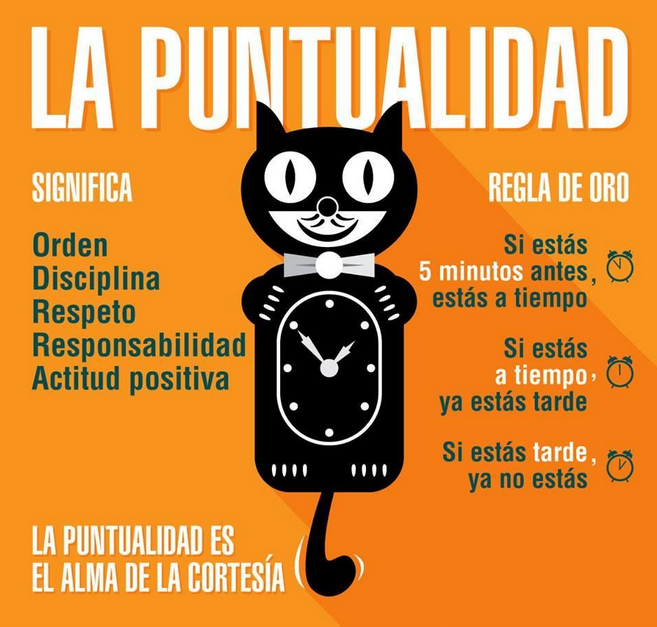 LA PUNTUALIDAD
SIGNIFICA
Orden
Disciplina
Respeto
Responsabilidad
Actitud positiva
REGLA DE ORO
Si estás
5 minutos antes,
estás a tiempo
Si estás
a tiempo,
ya estás tarde
Si estás tarde,
ya no estás
LA PUNTUALIDAD ES
EL ALMA DE LA CORTESÍA